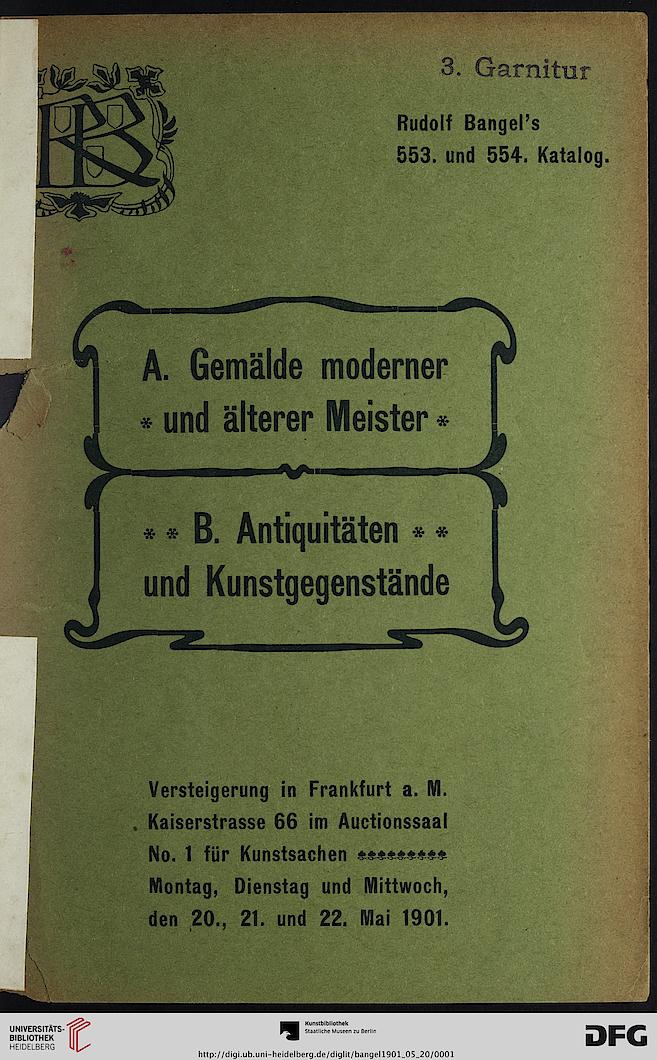 3. Garnitur
Rudolf Bangel's
553. und 554. Katalog.
RB
A. Gemälde moderner
* und älterer Meister *
* * B. Antiquitäten * *
und Kunstgegenstände
Versteigerung in Frankfurt a. M.
Kaiserstrasse 66 im Auctionssaal
No. 1 für Kunstsachen
Montag, Dienstag und Mittwoch,
den 20., 21. und 22. Mai 1901.
UNIVERSITÄTS-
BIBLIOTHEK
HEIDELBERG
Kunstbibliothek
Staatliche Museen zu Berlin
DFG
http://digi.ub.uni-heidelberg.de/diglit/bangel1901_05_20/0001